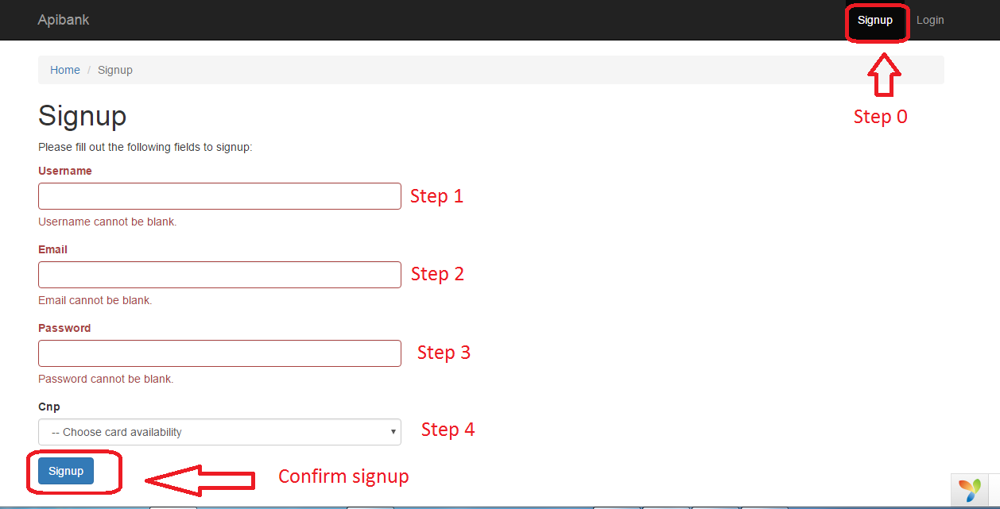 Apibank
Signup Login
Home / Signup
Step 0
Signup
Please fill out the following fields to signup:
Username
Step 1
Username cannot be blank.
Email
Step 2
Email cannot be blank.
Password
Step 3
Password cannot be blank.
Cnp
-- Choose card availability
Step 4
Signup
Confirm signup